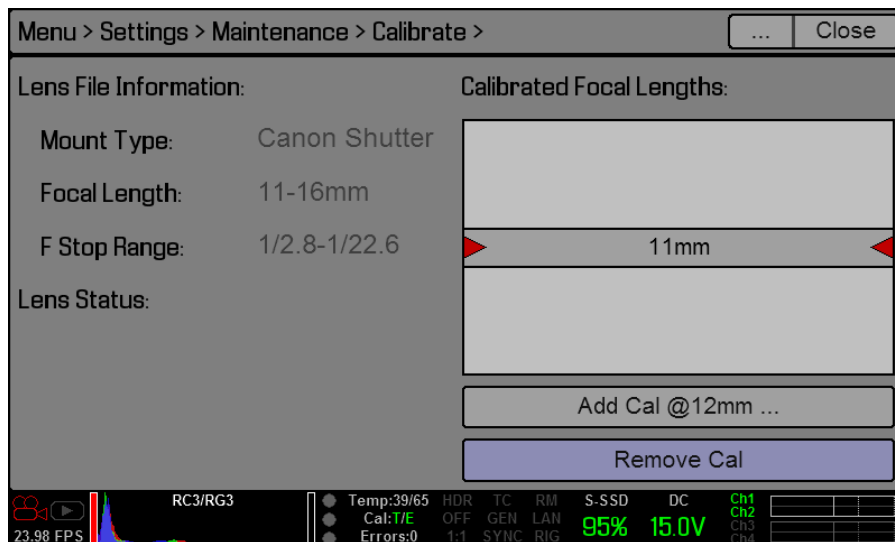 Menu > Settings > Maintenance > Calibrate >
... Close
Lens File Information:
Mount Type: Canon Shutter
Focal Length: 11-16mm
F Stop Range: 1/2.8-1/22.6
Lens Status:
Calibrated Focal Lengths:
11mm
Add Cal @12mm ...
Remove Cal
23.98 FPS
RC3/RG3
Temp:39/65
Cal:T/E
Errors:0
HDR TC RM
OFF GEN LAN
1:1 SYNC RIG
S-SSD
95%
DC
15.0V
Ch1
Ch2
Ch3
Ch4